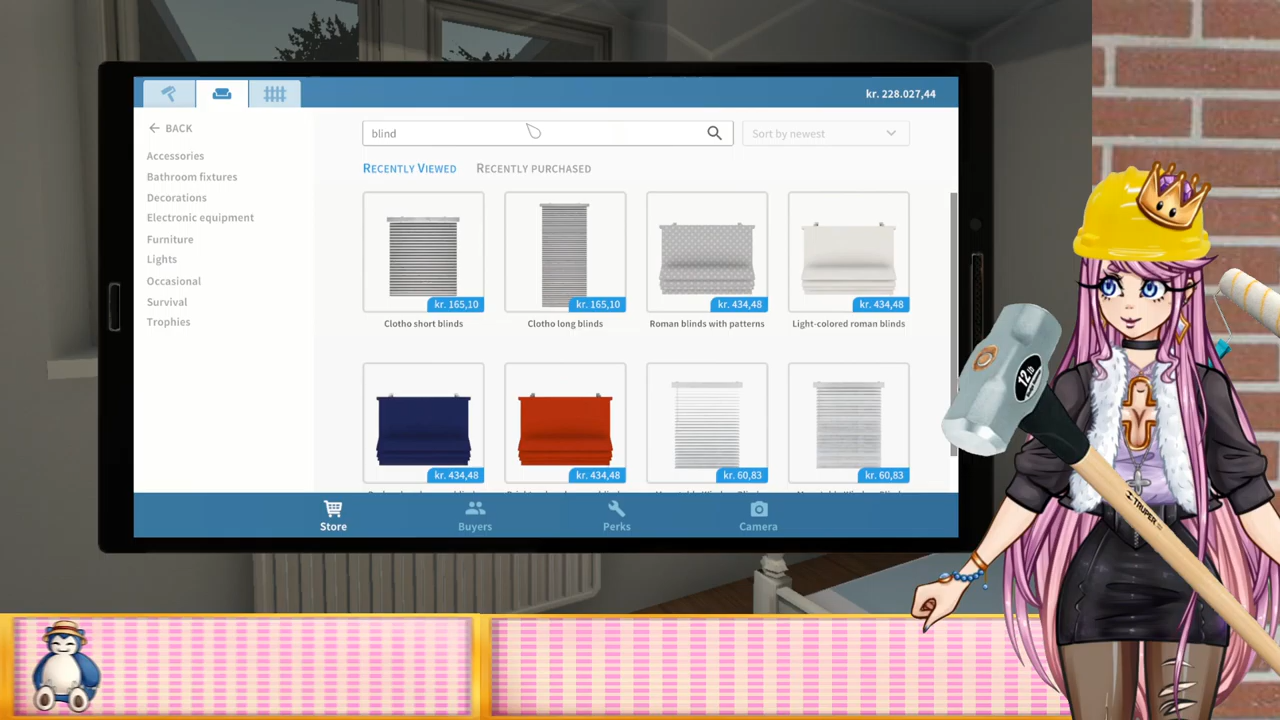 kr. 228.027,44
BACK
blind
Sort by newest
Accessories
Bathroom fixtures
Decorations
Electronic equipment
Furniture
Lights
Occasional
Survival
Trophies
RECENTLY VIEWED
RECENTLY PURCHASED
kr. 165,10
kr. 165,10
kr. 434,48
kr. 434,48
Clotho short blinds
Clotho long blinds
Roman blinds with patterns
Light-colored roman blinds
kr. 434,48
kr. 434,48
kr. 60,83
kr. 60,83
Store
Buyers
Perks
Camera
12 lb
TRUPER